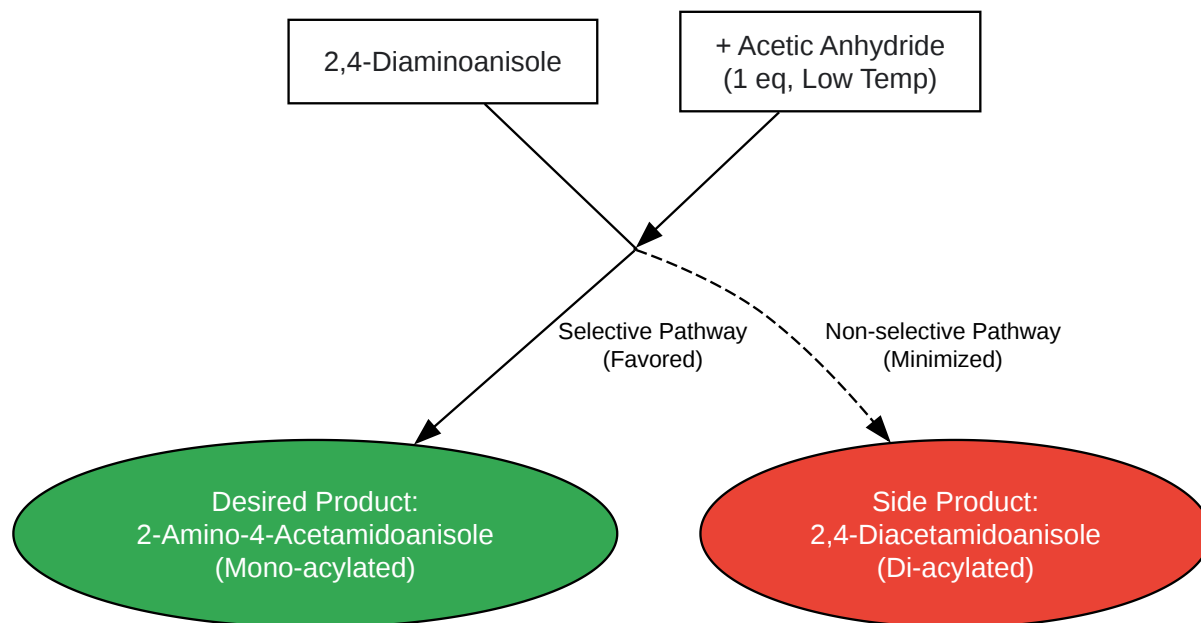 2,4-Diaminoanisole
+ Acetic Anhydride
(1 eq, Low Temp)
Selective Pathway
(Favored)
Non-selective Pathway
(Minimized)
Desired Product:
2-Amino-4-Acetamidoanisole
(Mono-acylated)
Side Product:
2,4-Diacetamidoanisole
(Di-acylated)